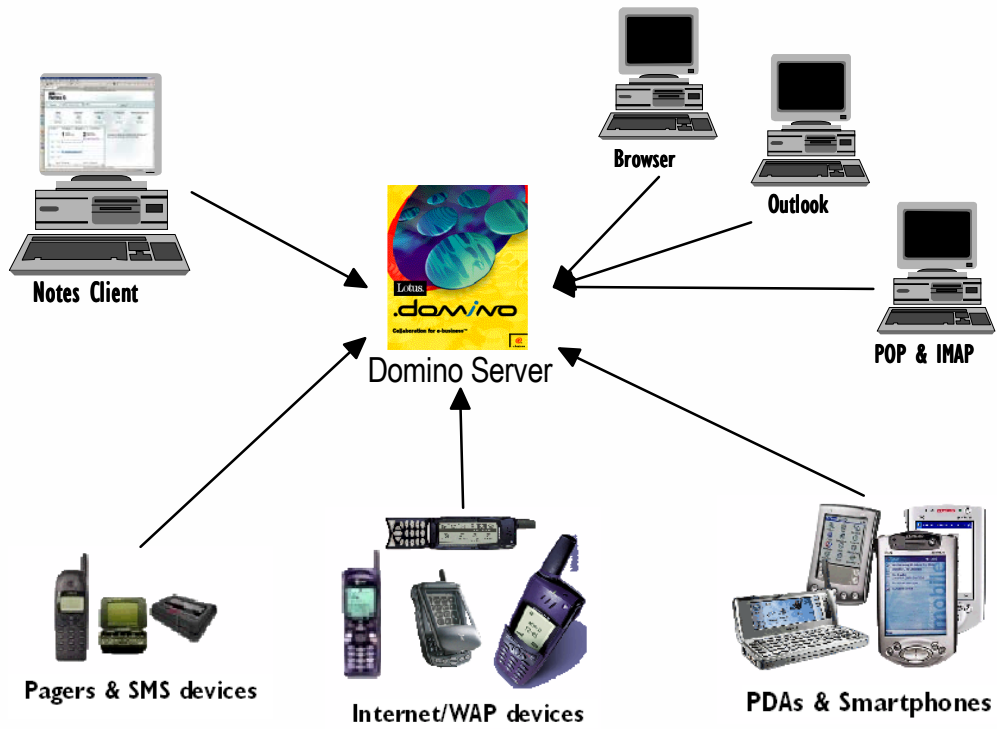 Browser
Outlook
Notes Client
Lotus.
.domino
Collaboration for e-business™
Domino Server
POP & IMAP
Pagers & SMS devices
Internet/WAP devices
PDAs & Smartphones